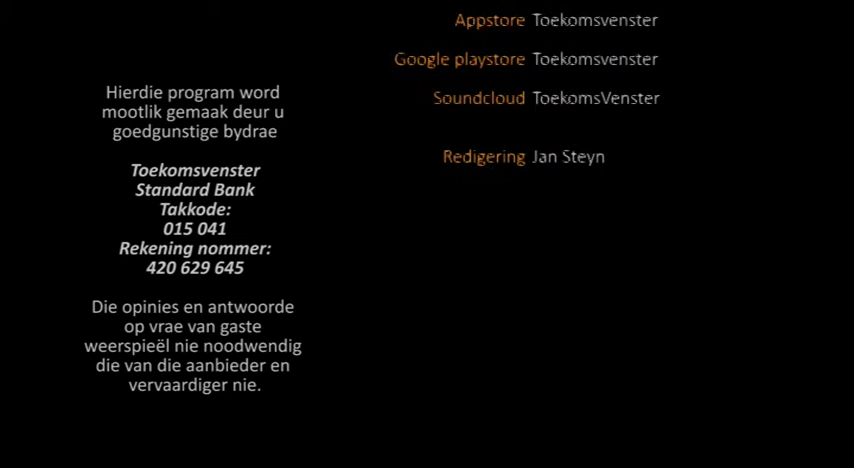 Hierdie program word
mootlik gemaak deur u
goedgunstige bydrae
Toekomsvenster
Standard Bank
Takkode:
015 041
Rekening nommer:
420 629 645
Die opinies en antwoorde
op vrae van gaste
weerspieël nie noodwendig
die van die aanbieder en
vervaardiger nie.
Appstore Toekomsvenster
Google playstore Toekomsvenster
Soundcloud ToekomsVenster
Redigering Jan Steyn